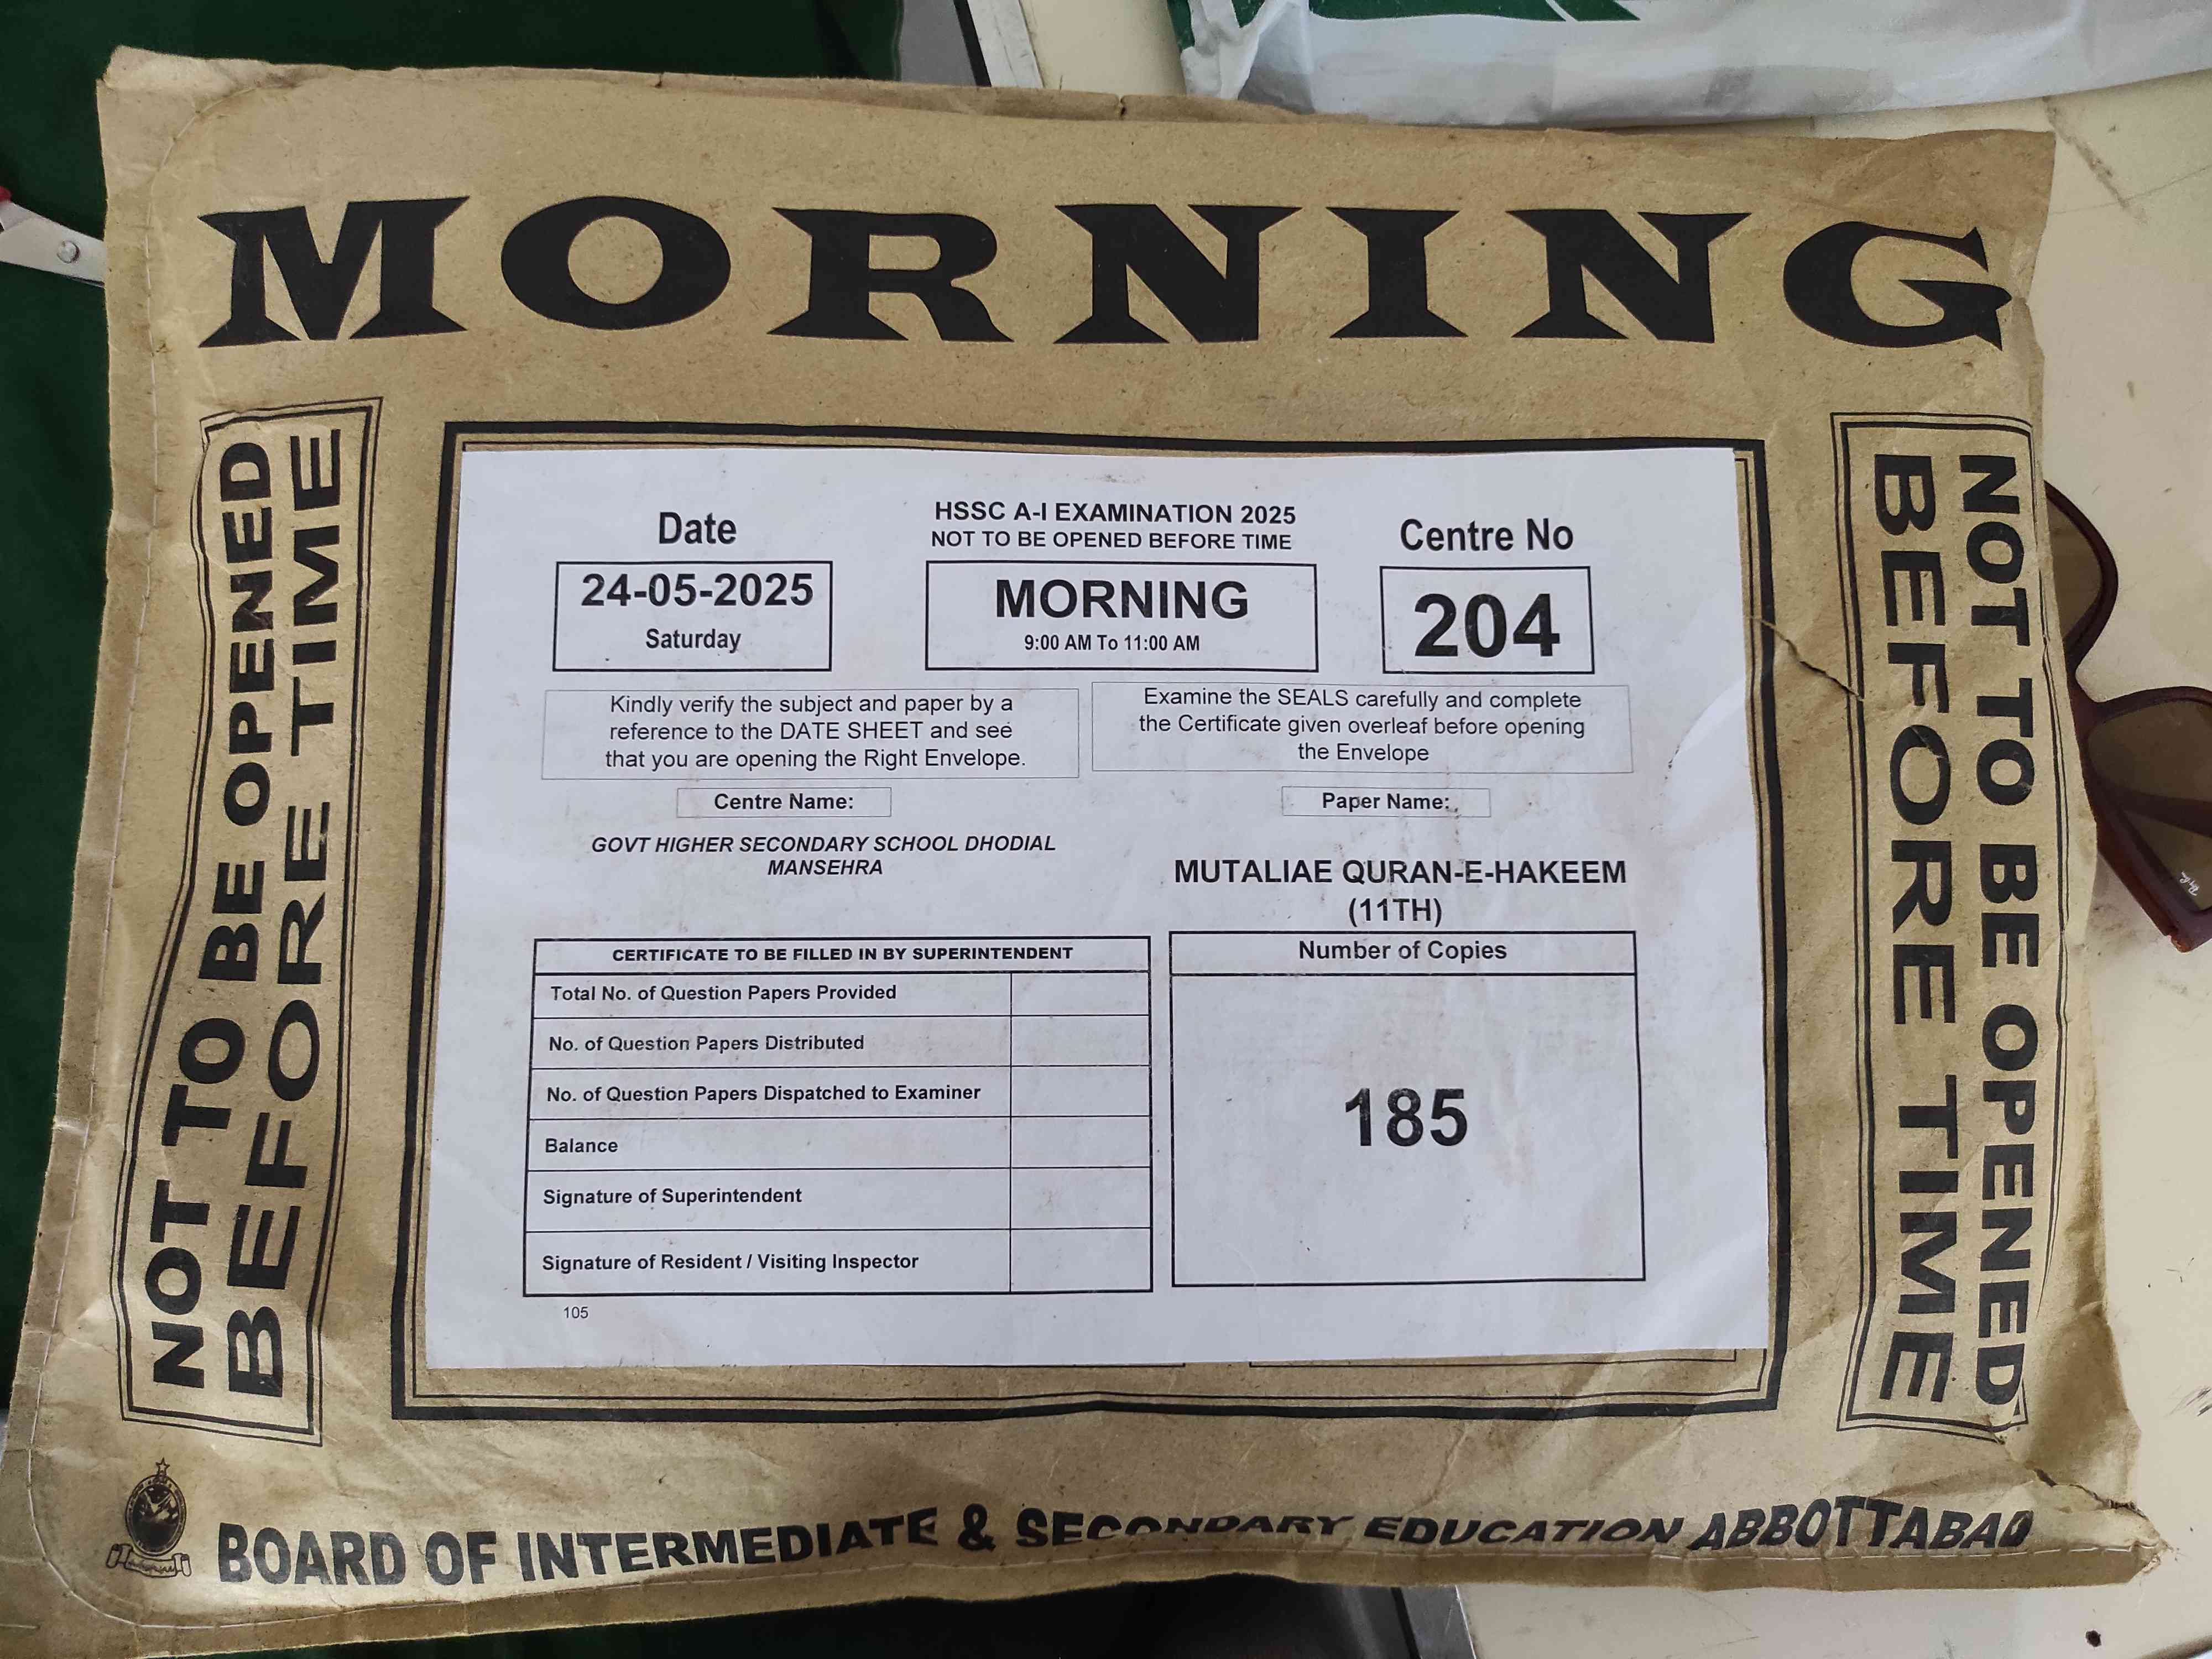 MORNING
NOT TO BE OPENED
BEFORE TIME
Date
24-05-2025
Saturday
HSSC A-I EXAMINATION 2025
NOT TO BE OPENED BEFORE TIME
MORNING
9:00 AM To 11:00 AM
Centre No
204
Kindly verify the subject and paper by a
reference to the DATE SHEET and see
that you are opening the Right Envelope.
Examine the SEALS carefully and complete
the Certificate given overleaf before opening
the Envelope
Centre Name:
GOVT HIGHER SECONDARY SCHOOL DHODIAL
MANSEHRA
Paper Name:
MUTALIAE QURAN-E-HAKEEM
(11TH)
CERTIFICATE TO BE FILLED IN BY SUPERINTENDENT
Total No. of Question Papers Provided
No. of Question Papers Distributed
No. of Question Papers Dispatched to Examiner
Balance
Signature of Superintendent
Signature of Resident / Visiting Inspector
Number of Copies
185
105
NOT TO BE OPENED
BEFORE TIME
BOARD OF INTERMEDIATE & SECONDARY EDUCATION ABBOTTABAD